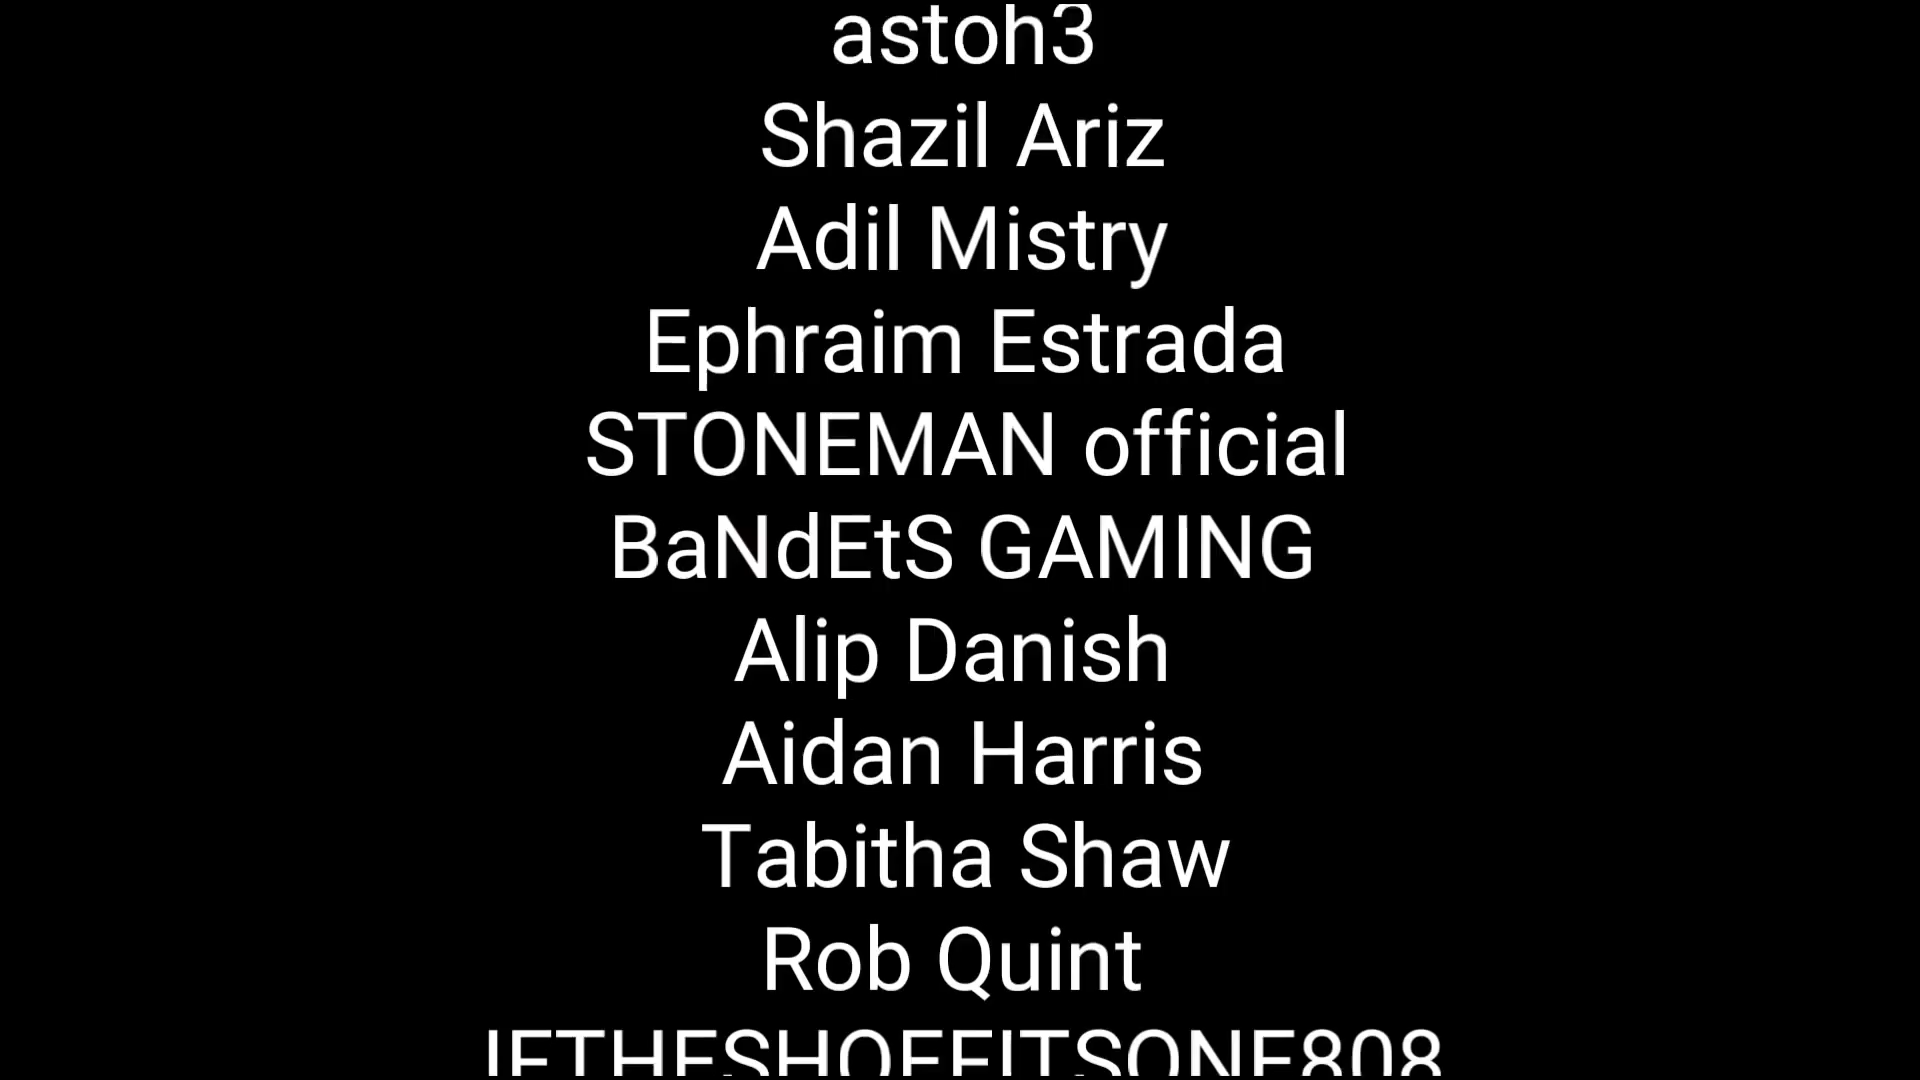 astoh3
Shazil Ariz
Adil Mistry
Ephraim Estrada
STONEMAN official
BaNdEtS GAMING
Alip Danish
Aidan Harris
Tabitha Shaw
Rob Quint
IFTHESHOEFITSONE808